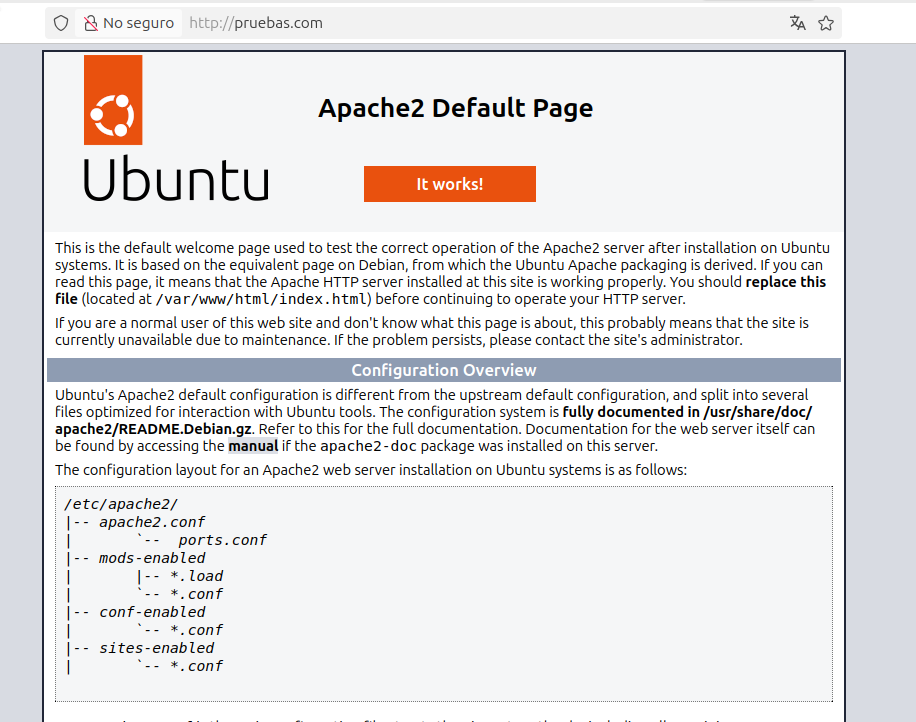 No seguro http://pruebas.com
Apache2 Default Page
Ubuntu
It works!
This is the default welcome page used to test the correct operation of the Apache2 server after installation on Ubuntu
systems. It is based on the equivalent page on Debian, from which the Ubuntu Apache packaging is derived. If you can
read this page, it means that the Apache HTTP server installed at this site is working properly. You should replace this
file (located at /var/www/html/index.html) before continuing to operate your HTTP server.
If you are a normal user of this web site and don't know what this page is about, this probably means that the site is
currently unavailable due to maintenance. If the problem persists, please contact the site's administrator.
Configuration Overview
Ubuntu's Apache2 default configuration is different from the upstream default configuration, and split into several
files optimized for interaction with Ubuntu tools. The configuration system is fully documented in /usr/share/doc/
apache2/README.Debian.gz. Refer to this for the full documentation. Documentation for the web server itself can
be found by accessing the manual if the apache2-doc package was installed on this server.
The configuration layout for an Apache2 web server installation on Ubuntu systems is as follows:
/etc/apache2/
|-- apache2.conf
|       `--  ports.conf
|-- mods-enabled
|       |-- *.load
|       `-- *.conf
|-- conf-enabled
|       `-- *.conf
|-- sites-enabled
|       `-- *.conf